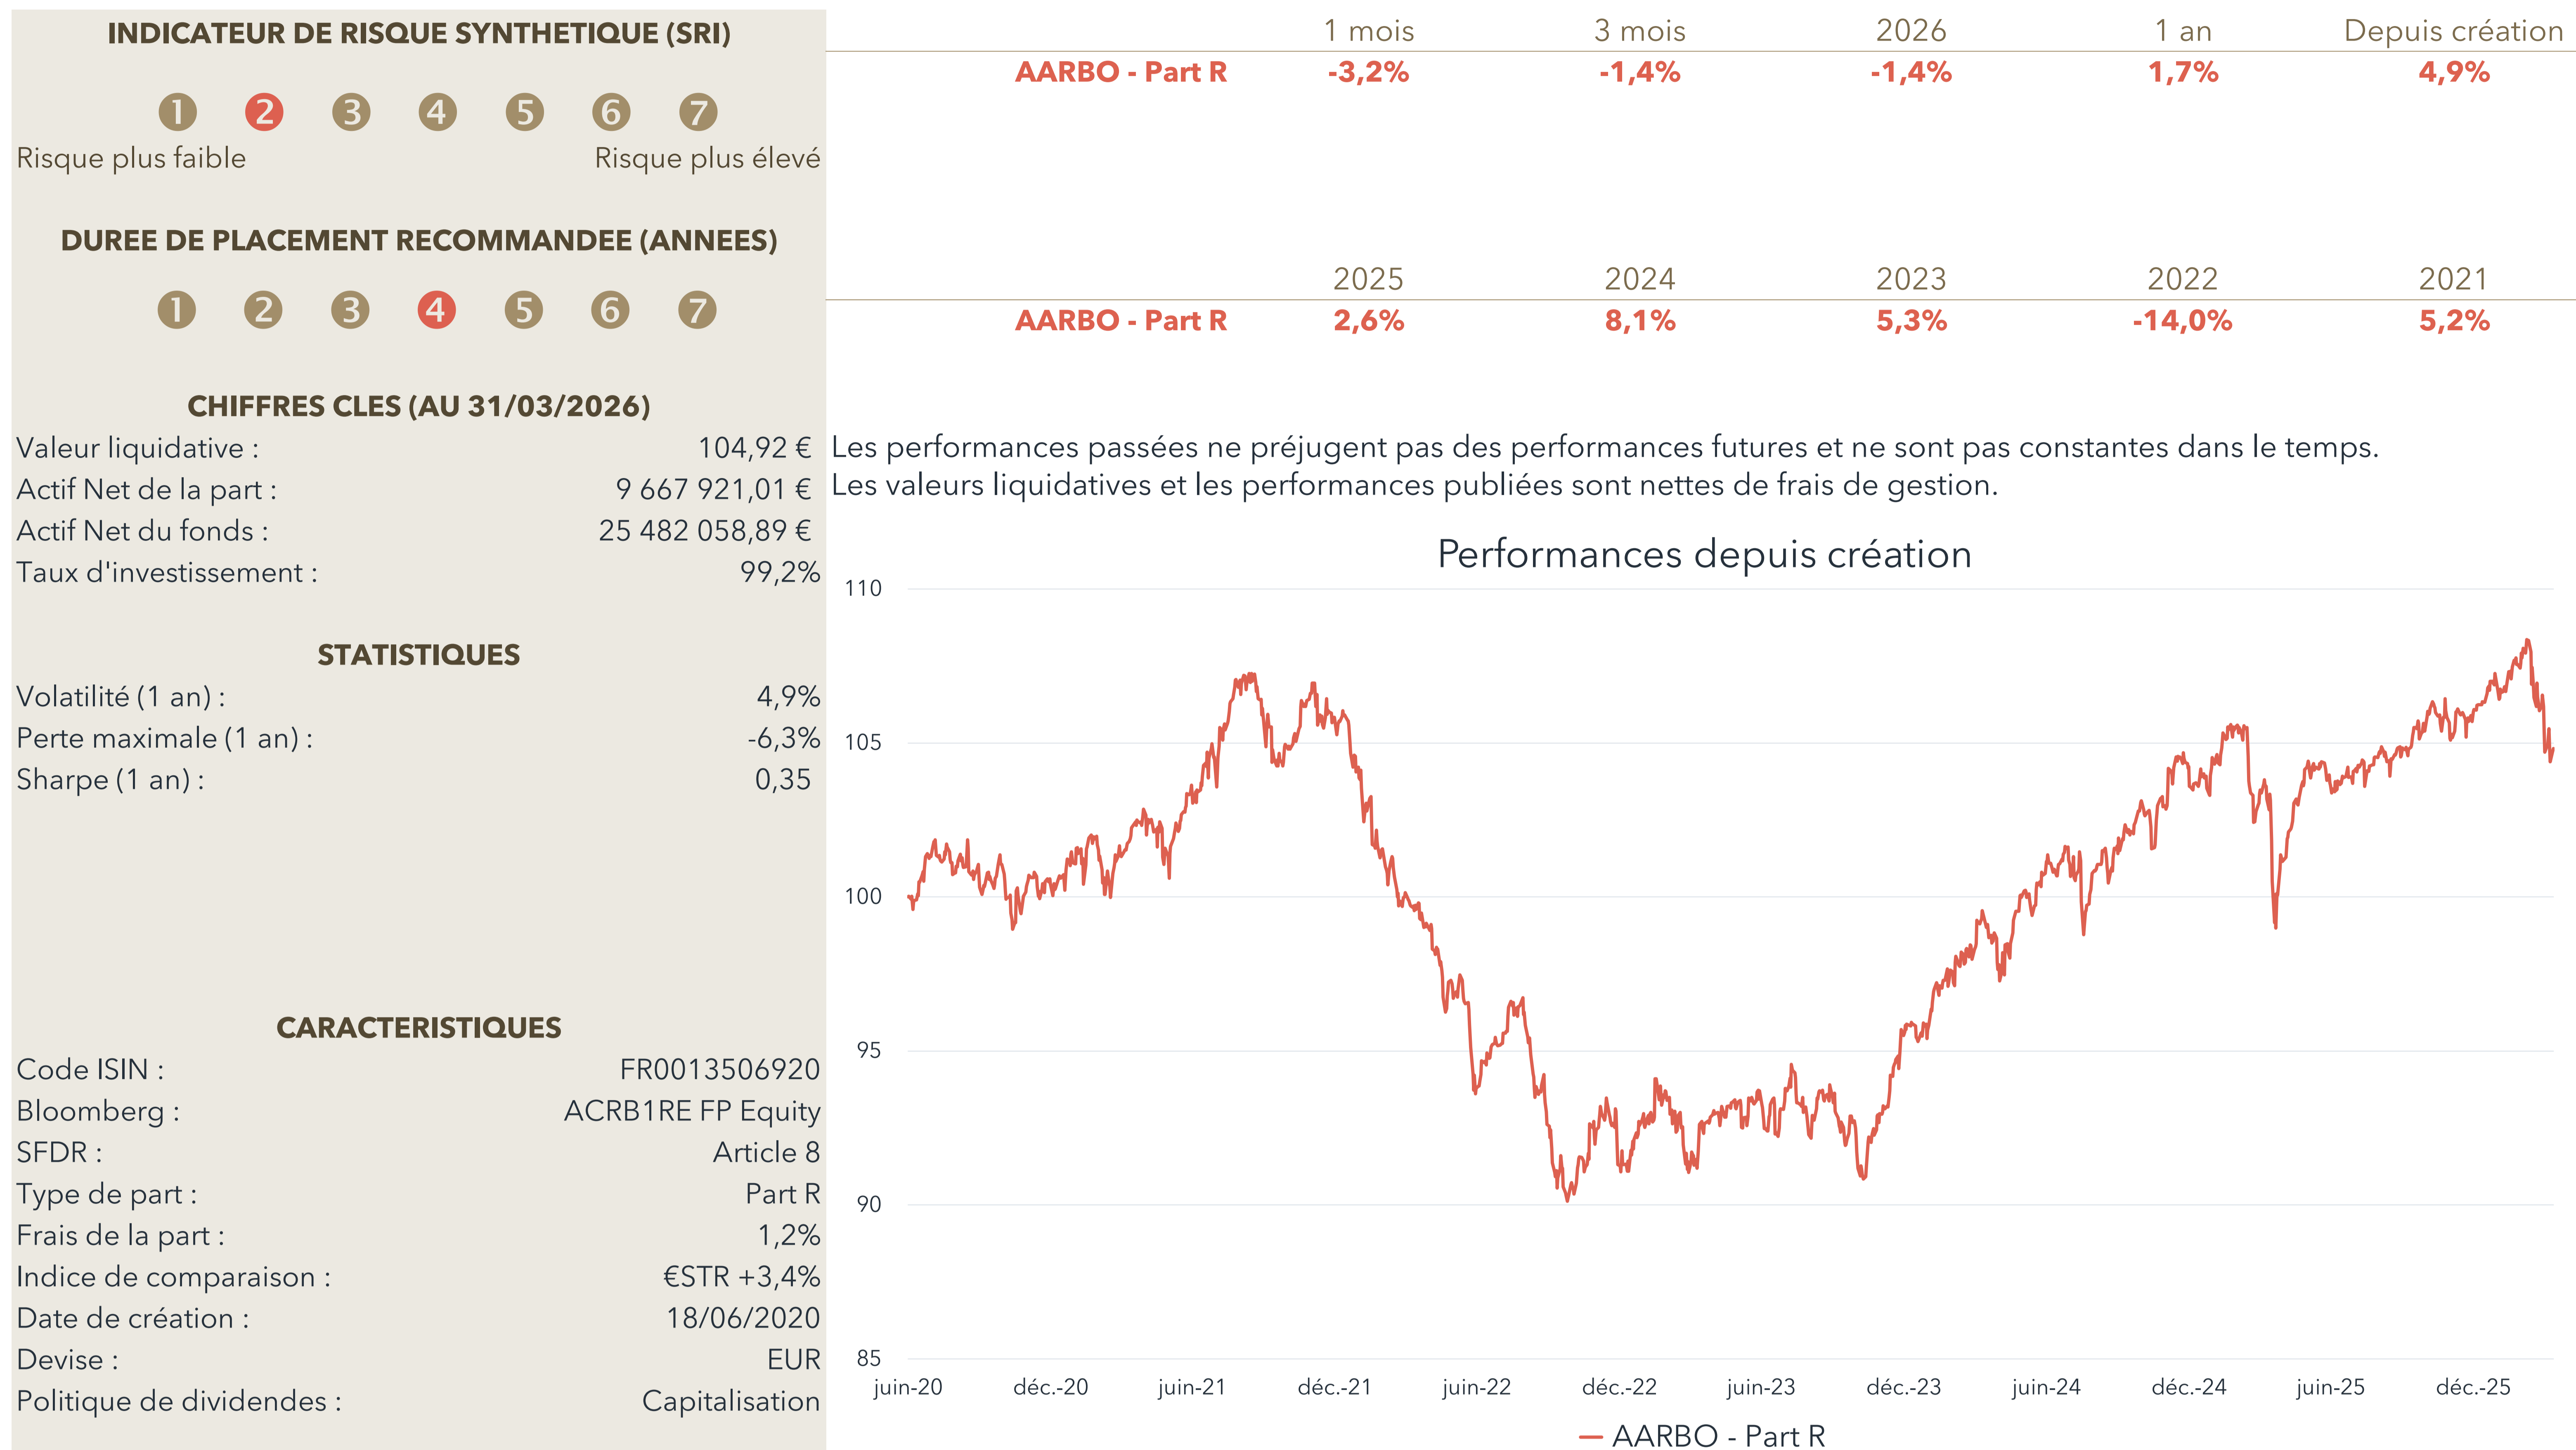 INDICATEUR DE RISQUE SYNTHETIQUE (SRI)
1 2 3 4 5 6 7
Risque plus faible Risque plus élevé
DUREE DE PLACEMENT RECOMMANDEE (ANNEES)
1 2 3 4 5 6 7
CHIFFRES CLES (AU 31/03/2026)
Valeur liquidative : 104,92 €
Actif Net de la part : 9 667 921,01 €
Actif Net du fonds : 25 482 058,89 €
Taux d'investissement : 99,2%
STATISTIQUES
Volatilité (1 an) : 4,9%
Perte maximale (1 an) : -6,3%
Sharpe (1 an) : 0,35
CARACTERISTIQUES
Code ISIN : FR0013506920
Bloomberg : ACRB1RE FP Equity
SFDR : Article 8
Type de part : Part R
Frais de la part : 1,2%
Indice de comparaison : €STR +3,4%
Date de création : 18/06/2020
Devise : EUR
Politique de dividendes : Capitalisation
1 mois 3 mois 2026 1 an Depuis création
AARBO - Part R -3,2% -1,4% -1,4% 1,7% 4,9%
2025 2024 2023 2022 2021
AARBO - Part R 2,6% 8,1% 5,3% -14,0% 5,2%
Les performances passées ne préjugent pas des performances futures et ne sont pas constantes dans le temps.
Les valeurs liquidatives et les performances publiées sont nettes de frais de gestion.
Performances depuis création
110
105
100
95
90
85
juin-20 déc.-20 juin-21 déc.-21 juin-22 déc.-22 juin-23 déc.-23 juin-24 déc.-24 juin-25 déc.-25
AARBO - Part R